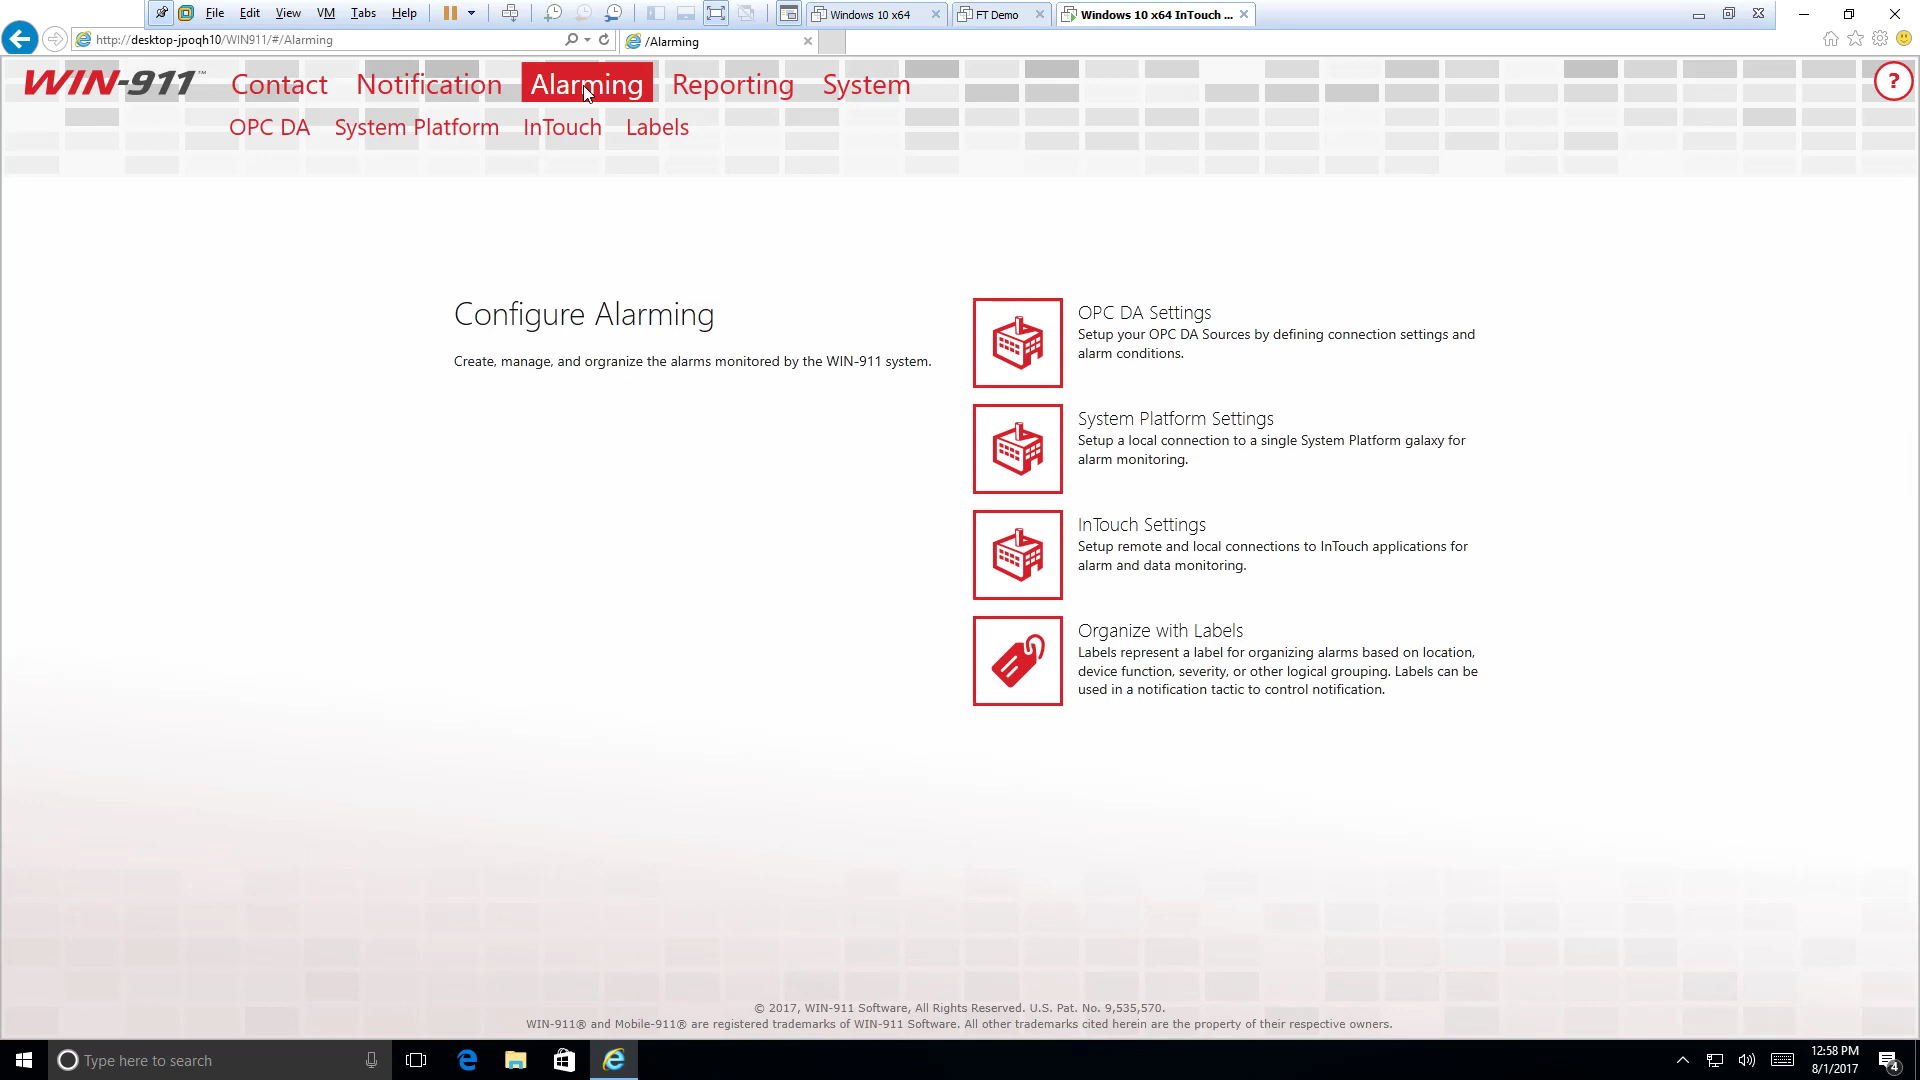 File Edit View VM Tabs Help Windows 10 x64 FT Demo Windows 10 x64 InTouch ...
http://desktop-jpoqh10/WIN911/#/Alarming /Alarming
WIN-911™ Contact Notification Alarming Reporting System ?
OPC DA System Platform InTouch Labels
Configure Alarming
Create, manage, and orgranize the alarms monitored by the WIN-911 system.
OPC DA Settings
Setup your OPC DA Sources by defining connection settings and
alarm conditions.
System Platform Settings
Setup a local connection to a single System Platform galaxy for
alarm monitoring.
InTouch Settings
Setup remote and local connections to InTouch applications for
alarm and data monitoring.
Organize with Labels
Labels represent a label for organizing alarms based on location,
device function, severity, or other logical grouping. Labels can be
used in a notification tactic to control notification.
© 2017, WIN-911 Software, All Rights Reserved. U.S. Pat. No. 9,535,570.
WIN-911® and Mobile-911® are registered trademarks of WIN-911 Software. All other trademarks cited herein are the property of their respective owners.
Type here to search
12:58 PM
8/1/2017
4